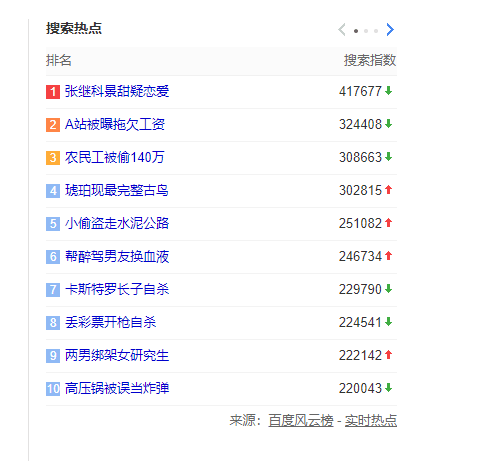 搜索热点
排名 搜索指数
1 张继科景甜疑恋爱 417677
2 A站被曝拖欠工资 324408
3 农民工被偷140万 308663
4 琥珀现最完整古鸟 302815
5 小偷盗走水泥公路 251082
6 帮醉驾男友换血液 246734
7 卡斯特罗长子自杀 229790
8 丢彩票开枪自杀 224541
9 两男绑架女研究生 222142
10 高压锅被误当炸弹 220043
来源：百度风云榜 - 实时热点